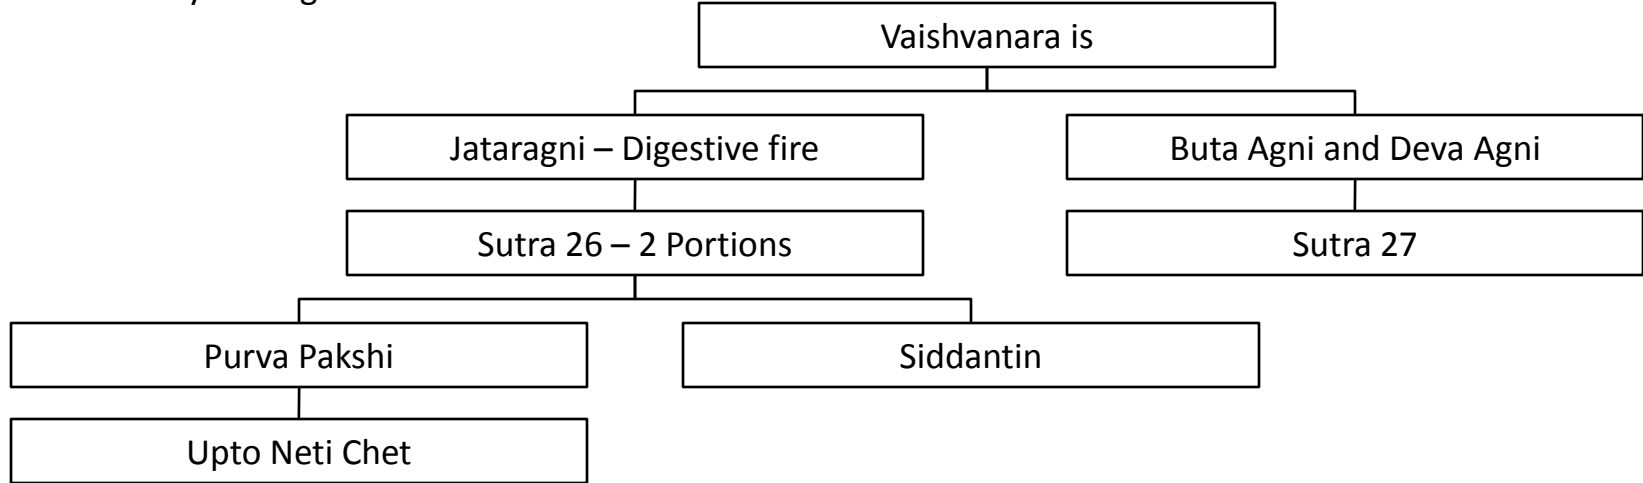 Vaishvanara is
Jataragni – Digestive fire
Buta Agni and Deva Agni
Sutra 26 – 2 Portions
Sutra 27
Purva Pakshi
Siddantin
Upto Neti Chet